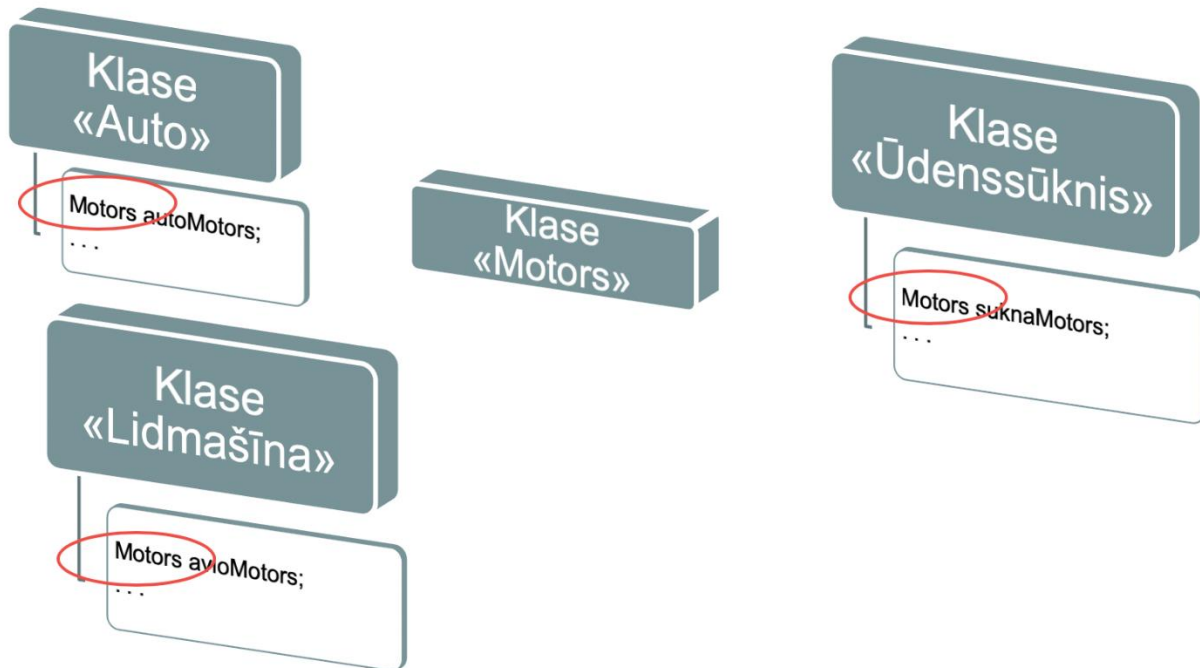 Klase
«Auto»
Motors autoMotors;
. . .
Klase
«Motors»
Klase
«Ūdenssūknis»
Motors suknaMotors;
. . .
Klase
«Lidmašīna»
Motors avioMotors;
. . .